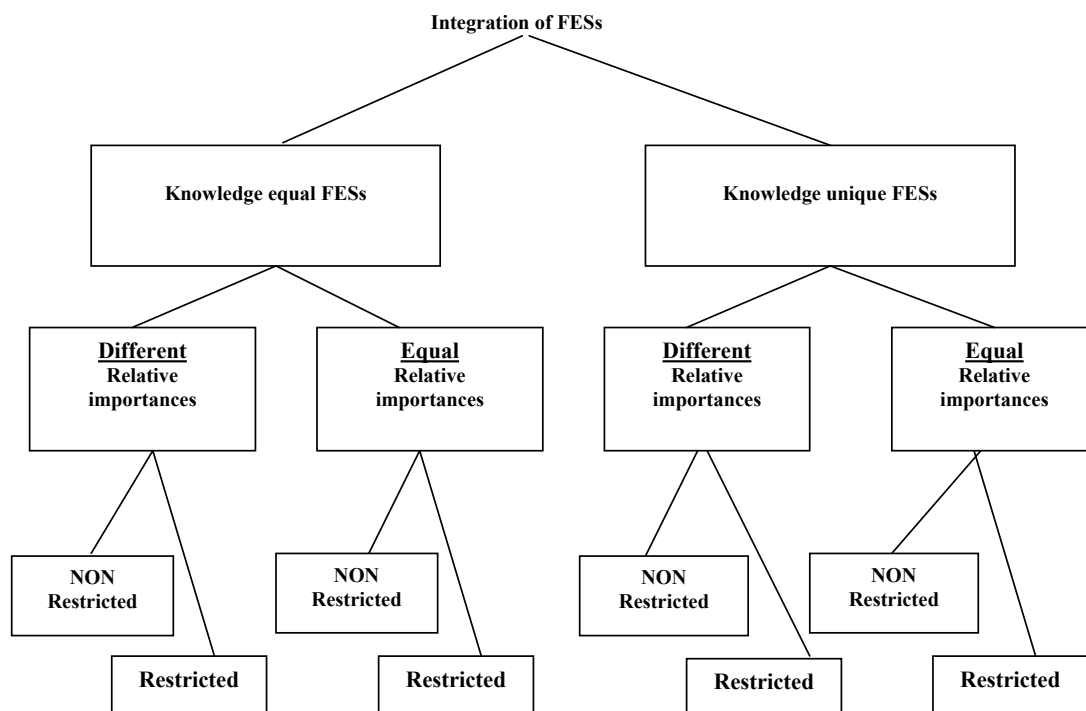 Integration of FESs
Knowledge equal FESs
Knowledge unique FESs
Different
Relative
importances
Equal
Relative
importances
Different
Relative
importances
Equal
Relative
importances
NON
Restricted
NON
Restricted
NON
Restricted
NON
Restricted
Restricted
Restricted
Restricted
Restricted